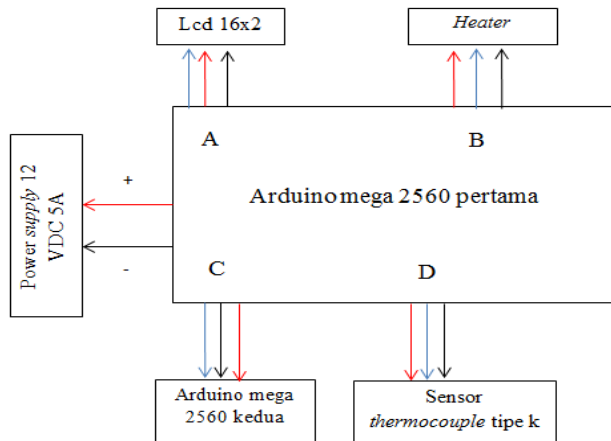 Lcd 16x2
Heater
A
B
Power supply 12
VDC 5A
+
Arduino mega 2560 pertama
-
C
D
Arduino mega
2560 kedua
Sensor
thermocouple tipe k